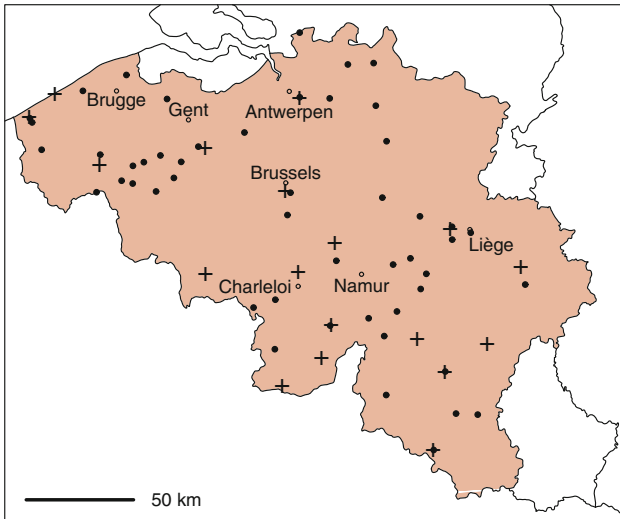 Brugge
Gent
Antwerpen
Brussels
Liège
Charleloi
Namur
50 km